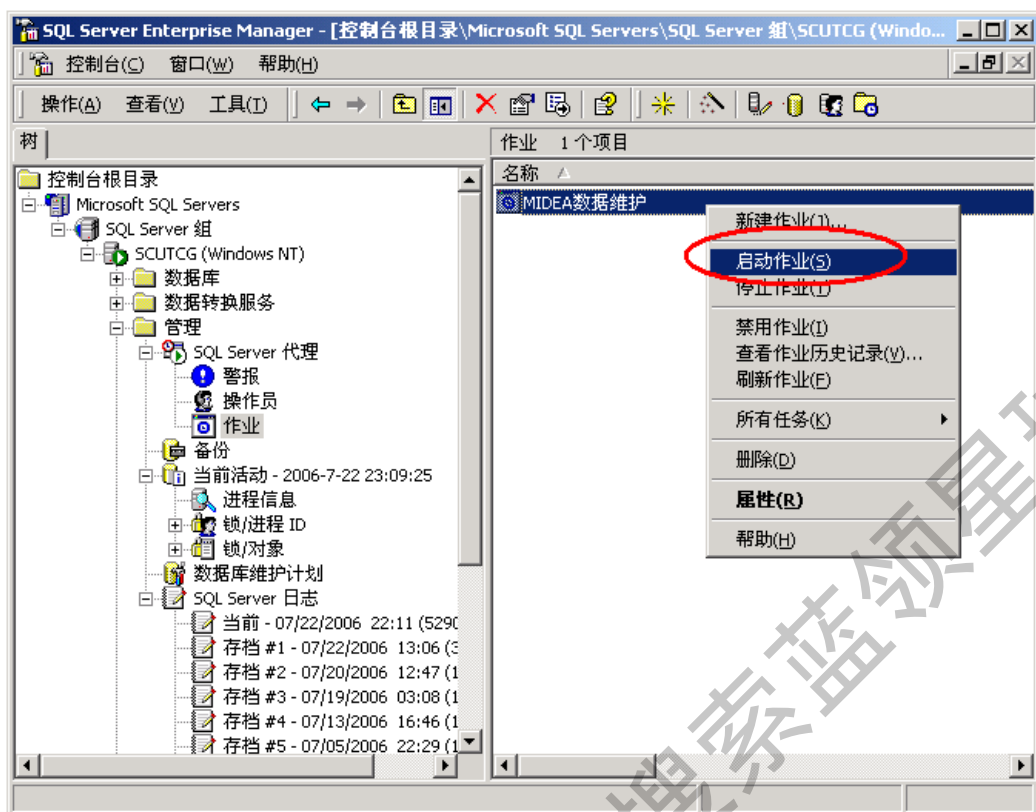 SQL Server Enterprise Manager - [控制台根目录\Microsoft SQL Servers\SQL Server 组\SCUTCG (Windo...
控制台(C) 窗口(W) 帮助(H)
操作(A) 查看(V) 工具(T)
树
作业 1 个项目
控制台根目录
Microsoft SQL Servers
SQL Server 组
SCUTCG (Windows NT)
数据库
数据转换服务
管理
SQL Server 代理
警报
操作员
作业
备份
当前活动 - 2006-7-22 23:09:25
进程信息
锁/进程 ID
锁/对象
数据库维护计划
SQL Server 日志
当前 - 07/22/2006 22:11 (5290
存档 #1 - 07/22/2006 13:06 (3
存档 #2 - 07/20/2006 12:47 (1
存档 #3 - 07/19/2006 03:08 (1
存档 #4 - 07/13/2006 16:46 (1
存档 #5 - 07/05/2006 22:29 (1
名称
MIDEA数据维护
新建作业(J)...
启动作业(S)
停止作业(T)
禁用作业(I)
查看作业历史记录(V)...
刷新作业(F)
所有任务(K)
删除(D)
属性(R)
帮助(H)
搜索蓝领星球